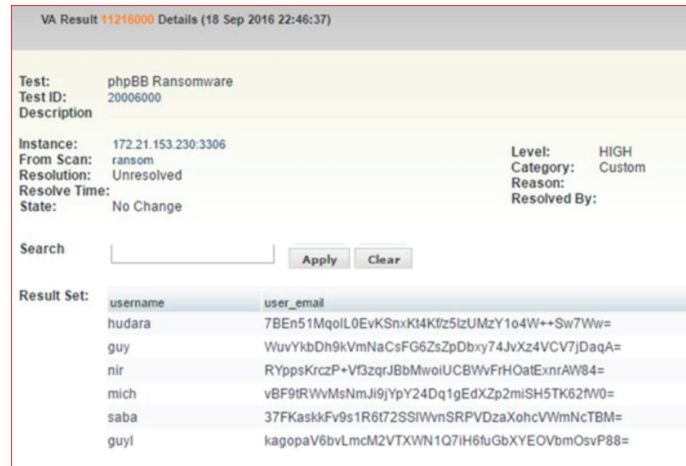 VA Result 11216000 Details (18 Sep 2016 22:46:37)
Test: phpBB Ransomware
Test ID: 20006000
Description
Instance: 172.21.153.230:3306
From Scan: ransom
Resolution: Unresolved
Resolve Time:
State: No Change
Level: HIGH
Category: Custom
Reason:
Resolved By:
Search Apply Clear
Result Set: username user_email
hudara 7BEn51MqolL0EvKSnxKt4Kf/z5IzUMzY1o4W++Sw7Ww=
guy WuvYkbDh9kVmNaCsFG6ZsZpDbxy74JvXz4VCV7jDaqA=
nir RYppsKrczP+Vf3zqrJBbMwoiUCBWvFrHOatExnrAW84=
mich vBF9tRWvMsNmJi9jYpY24Dq1gEdXZp2miSH5TK62fW0=
saba 37FKaskkFv9s1R6t72SSIWvnSRPVDzaXohcVWmNcTBM=
guyl kagopaV6bvLmcM2VTXWN1Q7iH6fuGbXYEOVbmOsvP88=